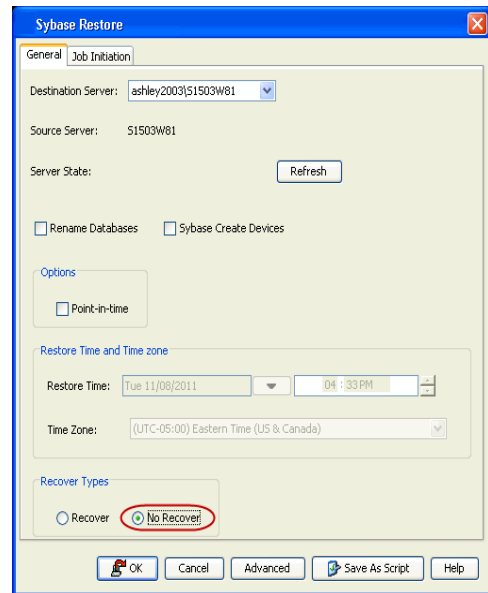 Sybase Restore
General Job Initiation
Destination Server: ashley2003\S1503W81
Source Server: S1503W81
Server State: Refresh
Rename Databases Sybase Create Devices
Options
Point-in-time
Restore Time and Time zone
Restore Time: Tue 11/08/2011 04 : 33 PM
Time Zone: (UTC-05:00) Eastern Time (US & Canada)
Recover Types
Recover No Recover
OK Cancel Advanced Save As Script Help